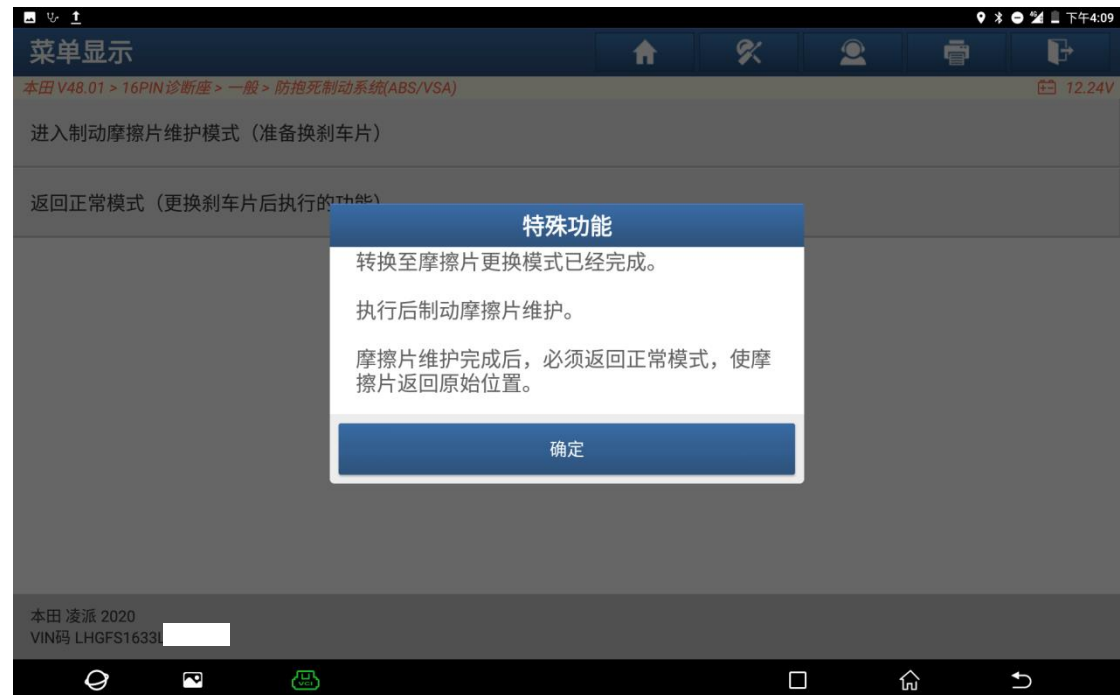 下午4:09
菜单显示
本田 V48.01 > 16PIN诊断座 > 一般 > 防抱死制动系统(ABS/VSA)
12.24V
进入制动摩擦片维护模式（准备换刹车片）
返回正常模式（更换刹车片后执行的功能）
特殊功能
转换至摩擦片更换模式已经完成。
执行后制动摩擦片维护。
摩擦片维护完成后，必须返回正常模式，使摩
擦片返回原始位置。
确定
本田 凌派 2020
VIN码 LHGFS1633L
VCI